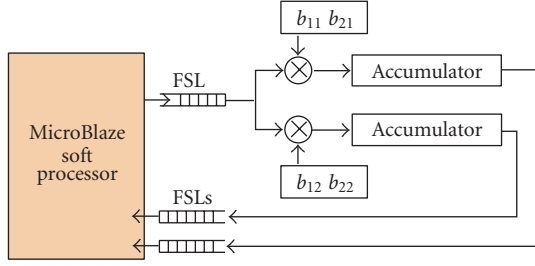 b₁₁ b₂₁
FSL
Accumulator
MicroBlaze
soft
processor
Accumulator
b₁₂ b₂₂
FSLs